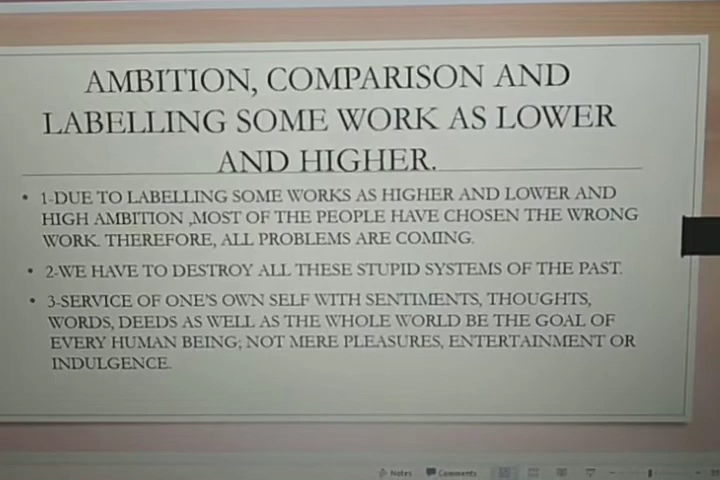 AMBITION, COMPARISON AND
LABELLING SOME WORK AS LOWER
AND HIGHER.
• 1-DUE TO LABELLING SOME WORKS AS HIGHER AND LOWER AND
HIGH AMBITION ,MOST OF THE PEOPLE HAVE CHOSEN THE WRONG
WORK. THEREFORE, ALL PROBLEMS ARE COMING.
• 2-WE HAVE TO DESTROY ALL THESE STUPID SYSTEMS OF THE PAST.
• 3-SERVICE OF ONE'S OWN SELF WITH SENTIMENTS, THOUGHTS,
WORDS, DEEDS AS WELL AS THE WHOLE WORLD BE THE GOAL OF
EVERY HUMAN BEING; NOT MERE PLEASURES, ENTERTAINMENT OR
INDULGENCE.
Notes Comments